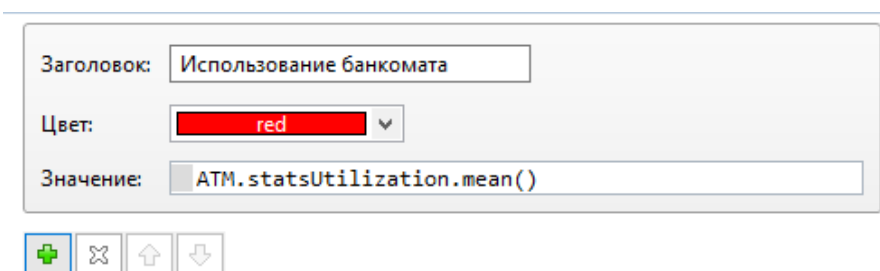 Заголовок: Использование банкомата
Цвет: red
Значение: ATM.statsUtilization.mean()